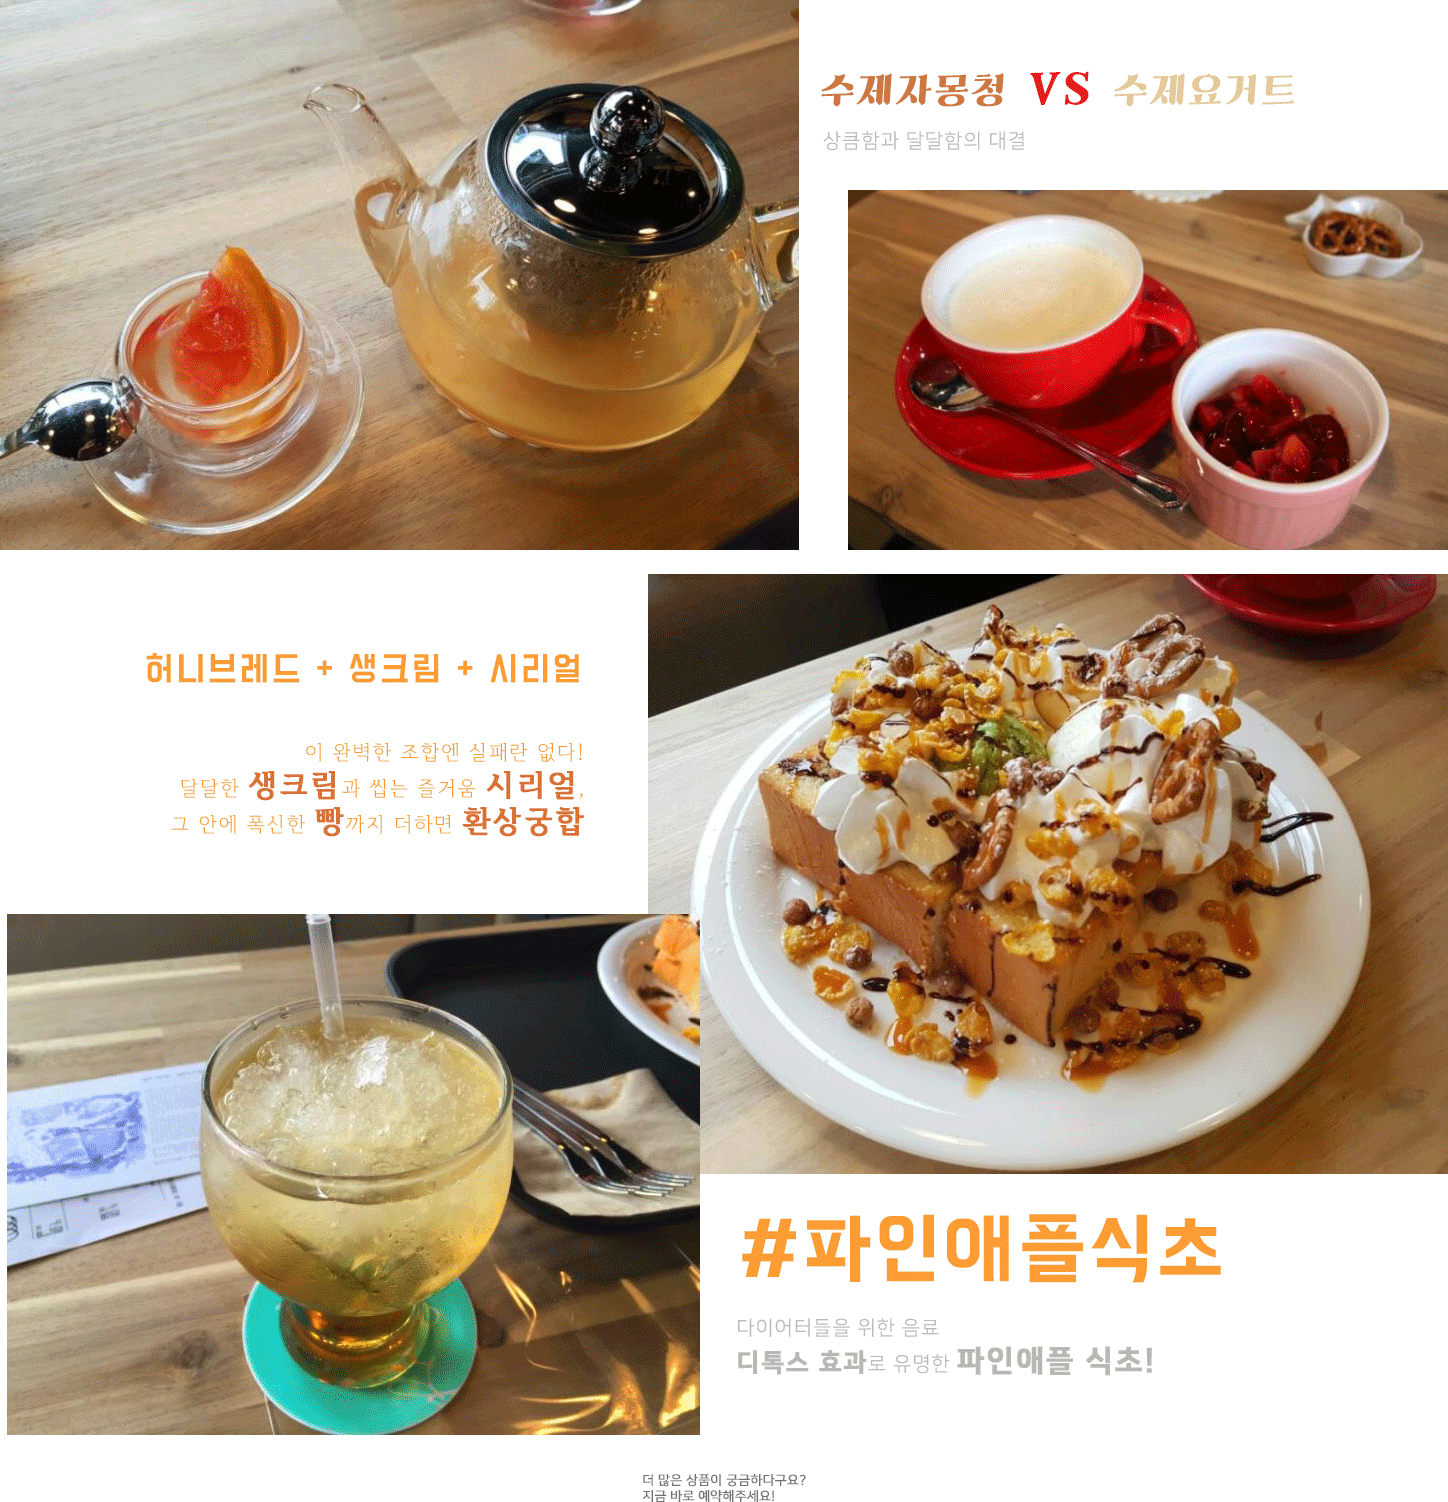 수제자몽청 VS 수제요거트
상큼함과 달달함의 대결
허니브레드 + 생크림 + 시리얼
이 완벽한 조합엔 실패란 없다!
달달한 생크림과 씹는 즐거움 시리얼,
그 안에 폭신한 빵까지 더하면 환상궁합
#파인애플식초
다이어터들을 위한 음료
디톡스 효과로 유명한 파인애플 식초!
더 많은 상품이 궁금하다구요?
지금 바로 예약해주세요!